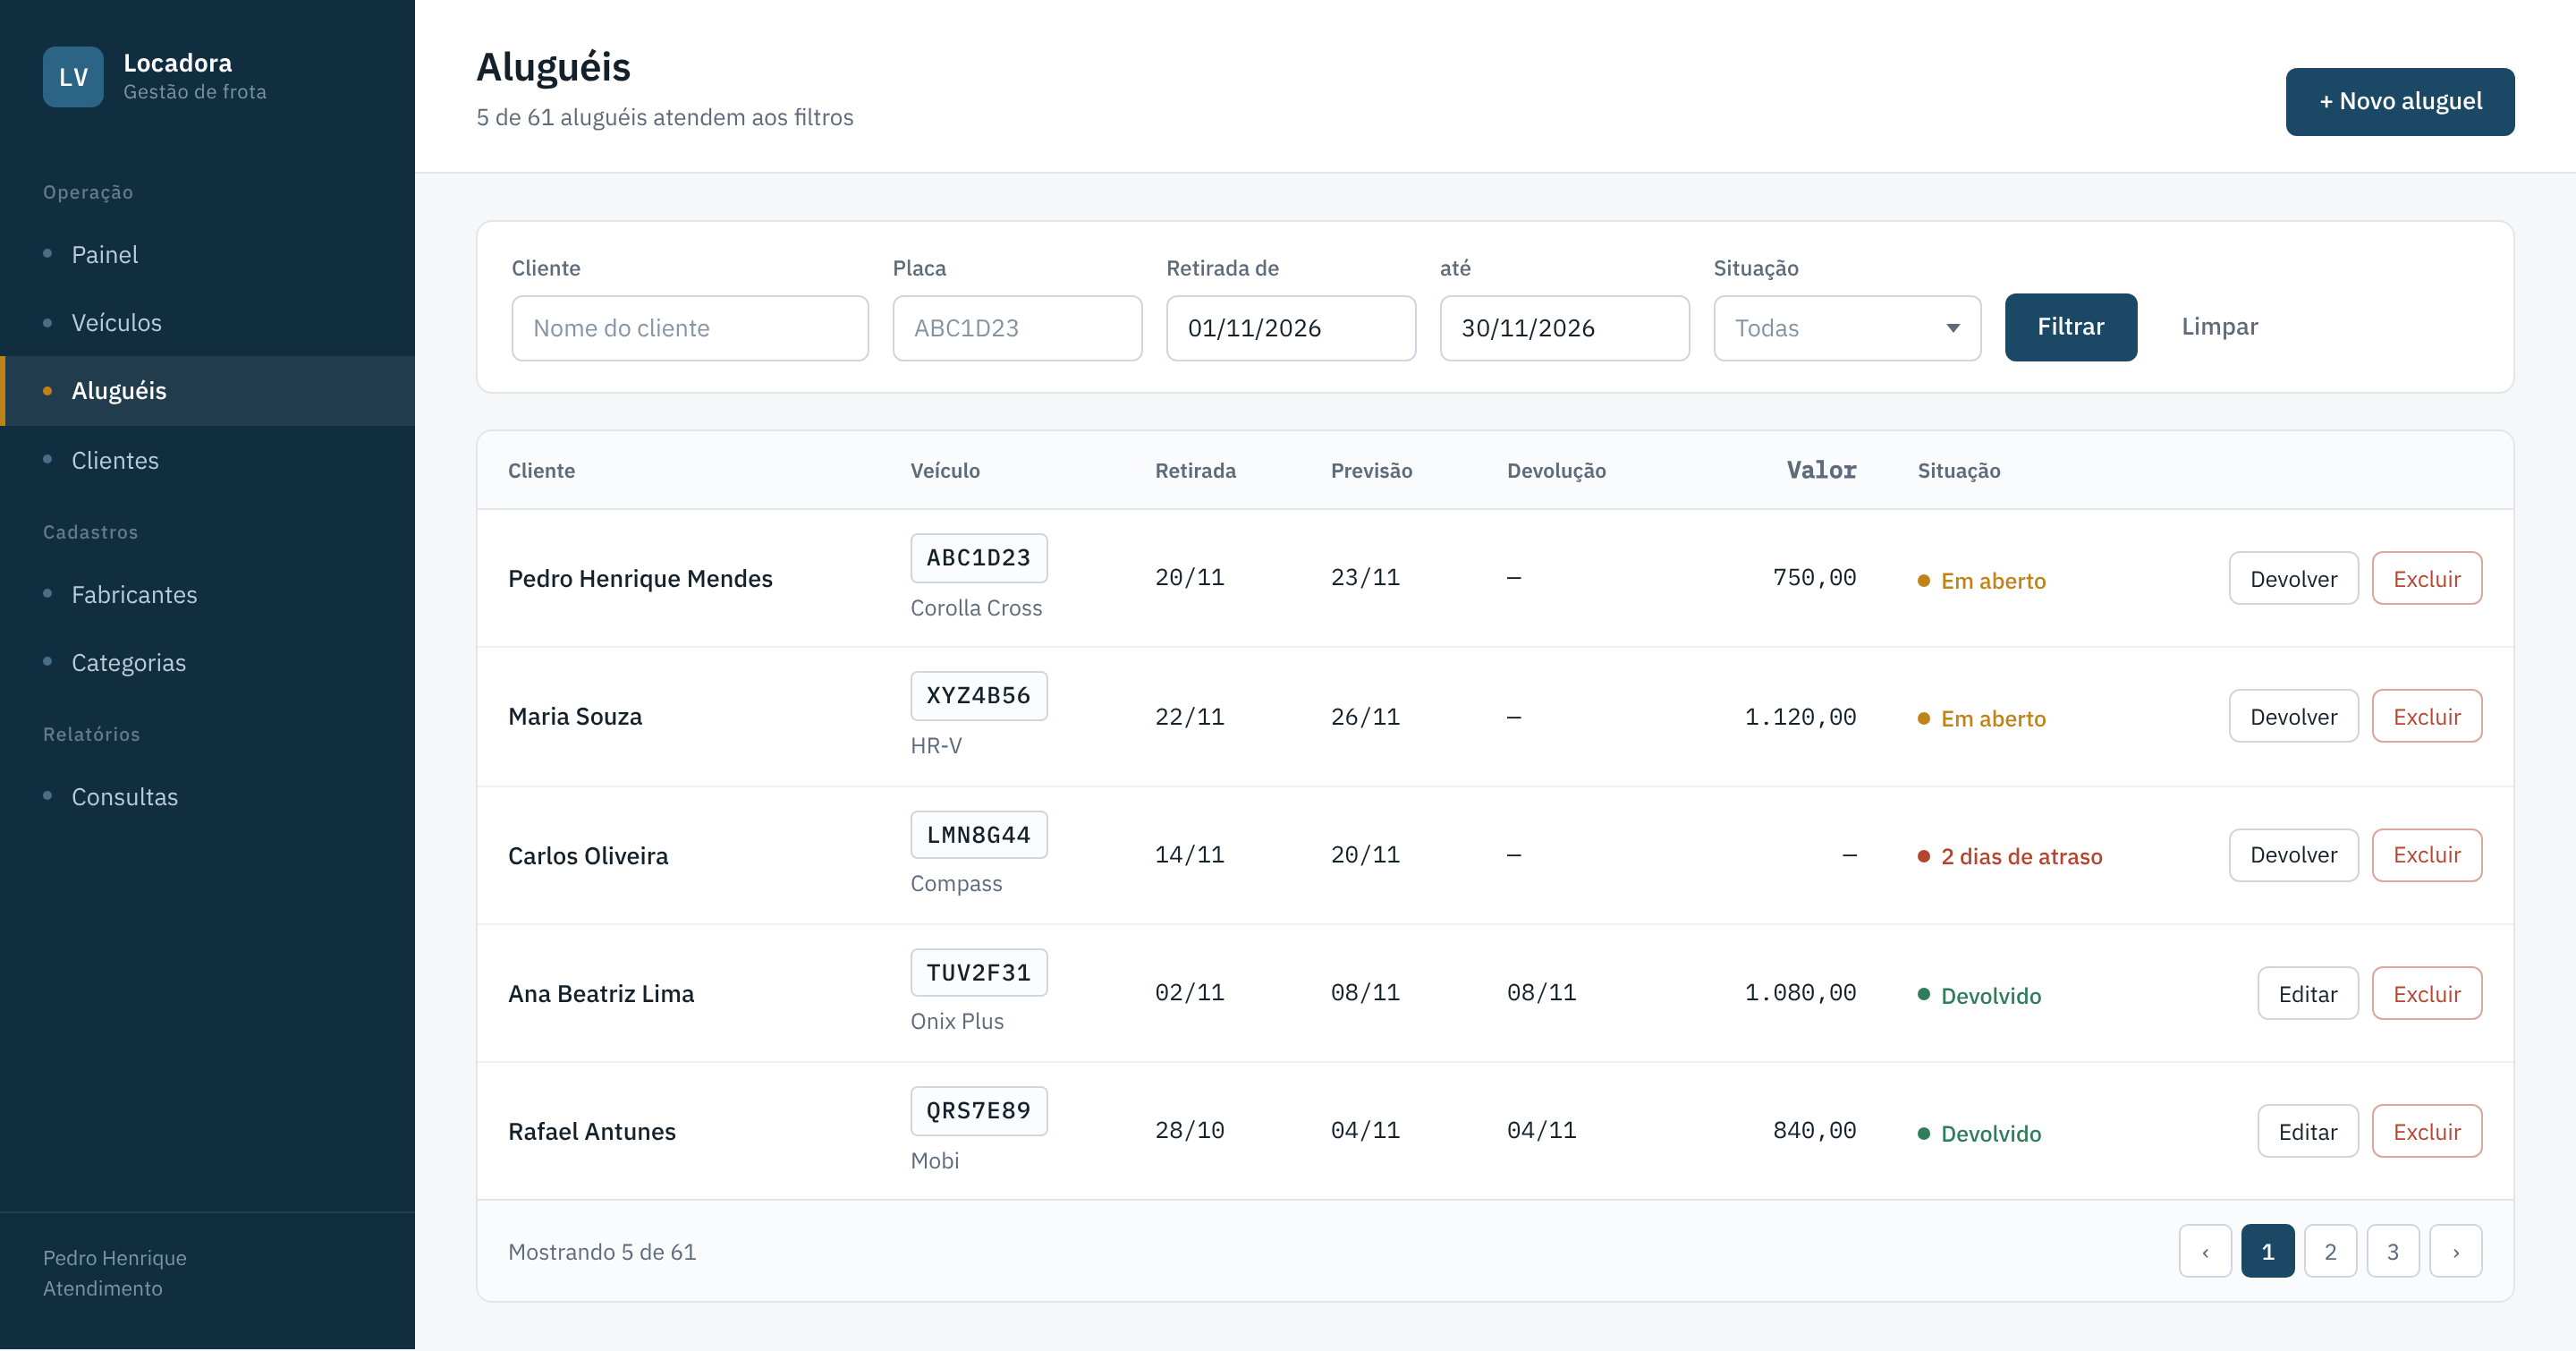 LV
Locadora
Gestão de frota
Operação
Painel
Veículos
Aluguéis
Clientes
Cadastros
Fabricantes
Categorias
Relatórios
Consultas
Pedro Henrique
Atendimento
Aluguéis
5 de 61 aluguéis atendem aos filtros
+ Novo aluguel
Cliente Placa Retirada de até Situação
Nome do cliente ABC1D23 01/11/2026 30/11/2026 Todas Filtrar Limpar
Cliente Veículo Retirada Previsão Devolução Valor Situação
Pedro Henrique Mendes ABC1D23 20/11 23/11 — 750,00 Em aberto Devolver Excluir
Corolla Cross
Maria Souza XYZ4B56 22/11 26/11 — 1.120,00 Em aberto Devolver Excluir
HR-V
Carlos Oliveira LMN8G44 14/11 20/11 — — 2 dias de atraso Devolver Excluir
Compass
Ana Beatriz Lima TUV2F31 02/11 08/11 08/11 1.080,00 Devolvido Editar Excluir
Onix Plus
Rafael Antunes QRS7E89 28/10 04/11 04/11 840,00 Devolvido Editar Excluir
Mobi
Mostrando 5 de 61 ‹ 1 2 3 ›